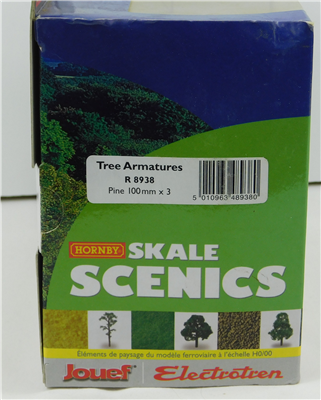 Tree Armatures
R 8938
Pine 100mm x 3
5 010963 489380
HORNBY SKALE
SCENICS
Éléments de paysage du modèle ferroviaire à l'échelle H0/00
Jouef Electrotren